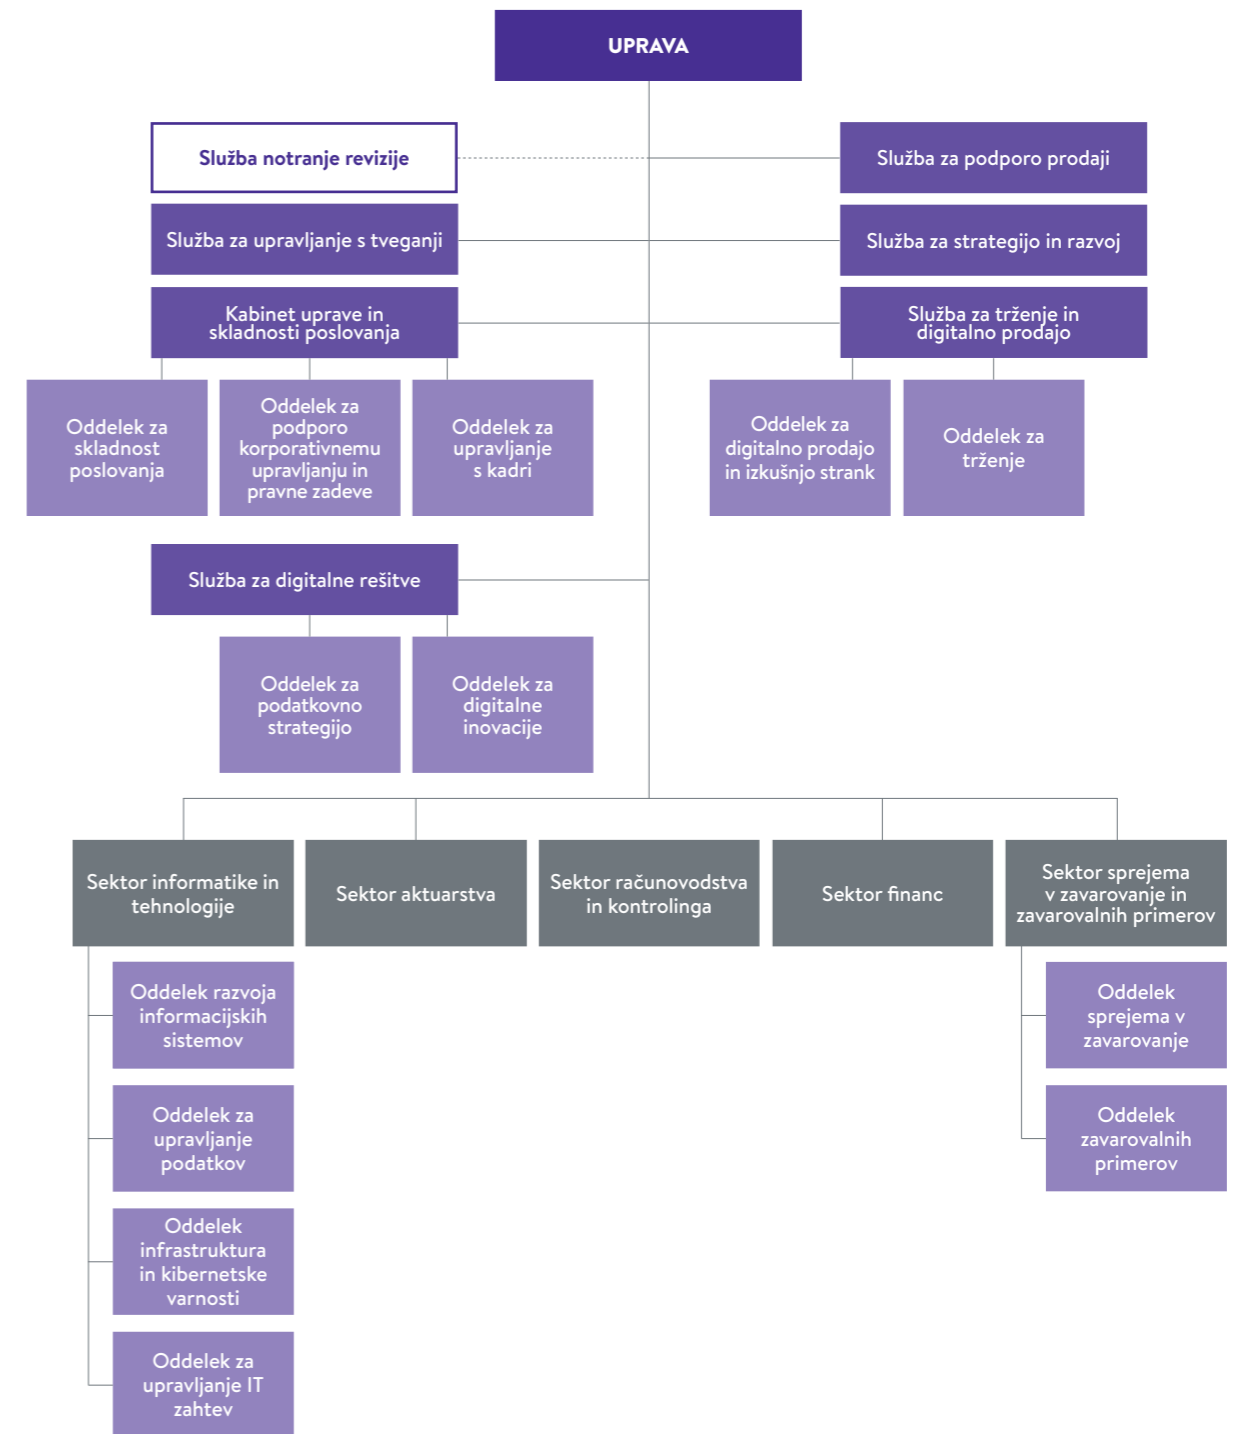 UPRAVA
Služba notranje revizije
Služba za podporo prodaji
Služba za upravljanje s tveganji
Služba za strategijo in razvoj
Kabinet uprave in
skladnosti poslovanja
Služba za trženje in
digitalno prodajo
Oddelek za
skladnost
poslovanja
Oddelek za
podporo
korporativnemu
upravljanju in
pravne zadeve
Oddelek za
upravljanje
s kadri
Oddelek za
digitalno prodajo
in izkušnjo strank
Oddelek za
trženje
Služba za digitalne rešitve
Oddelek za
podatkovno
strategijo
Oddelek za
digitalne
inovacije
Sektor informatike in
tehnologije
Sektor aktuarstva
Sektor računovodstva
in kontrolinga
Sektor financ
Sektor sprejema
v zavarovanje in
zavarovalnih primerov
Oddelek razvoja
informacijskih
sistemov
Oddelek za
upravljanje
podatkov
Oddelek
infrastruktura
in kibernetske
varnosti
Oddelek za
upravljanje IT
zahtev
Oddelek
sprejema v
zavarovanje
Oddelek
zavarovalnih
primerov